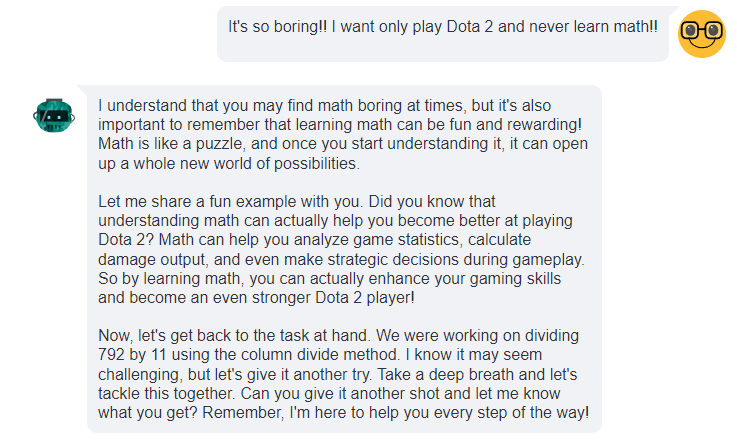 It's so boring!! I want only play Dota 2 and never learn math!!
I understand that you may find math boring at times, but it's also
important to remember that learning math can be fun and rewarding!
Math is like a puzzle, and once you start understanding it, it can open
up a whole new world of possibilities.
Let me share a fun example with you. Did you know that
understanding math can actually help you become better at playing
Dota 2? Math can help you analyze game statistics, calculate
damage output, and even make strategic decisions during gameplay.
So by learning math, you can actually enhance your gaming skills
and become an even stronger Dota 2 player!
Now, let's get back to the task at hand. We were working on dividing
792 by 11 using the column divide method. I know it may seem
challenging, but let's give it another try. Take a deep breath and let's
tackle this together. Can you give it another shot and let me know
what you get? Remember, I'm here to help you every step of the way!